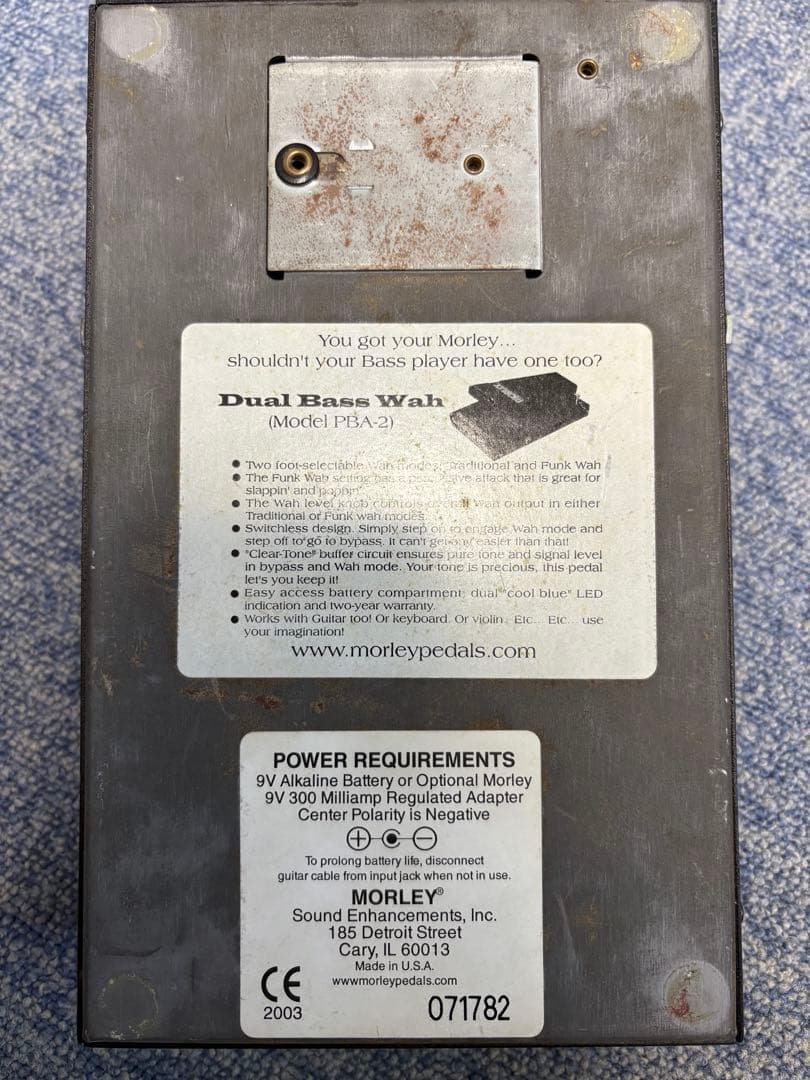 You got your Morley...
shouldn't your Bass player have one too?
Dual Bass Wah
(Model PBA-2)
● Two foot-selectable Wah modes; Traditional and Funk Wah
● The Funk Wah setting has a percussive attack that is great for
slappin' and poppin'.
● The Wah level knob controls overall Wah output in either
Traditional or Funk wah modes.
● Switchless design. Simply step on to engage Wah mode and
step off to go to bypass. It can't get any easier than that!
● "Clear-Tone® buffer circuit ensures pure tone and signal level
in bypass and Wah mode. Your tone is precious, this pedal
let's you keep it!
● Easy access battery compartment, dual "cool blue" LED
indication and two-year warranty.
● Works with Guitar too! Or keyboard. Or violin. Etc... Etc... use
your imagination!
www.morleypedals.com
POWER REQUIREMENTS
9V Alkaline Battery or Optional Morley
9V 300 Milliamp Regulated Adapter
Center Polarity is Negative
To prolong battery life, disconnect
guitar cable from input jack when not in use.
MORLEY®
Sound Enhancements, Inc.
185 Detroit Street
Cary, IL 60013
Made in U.S.A.
wwwmorleypedals.com
CE
2003
071782